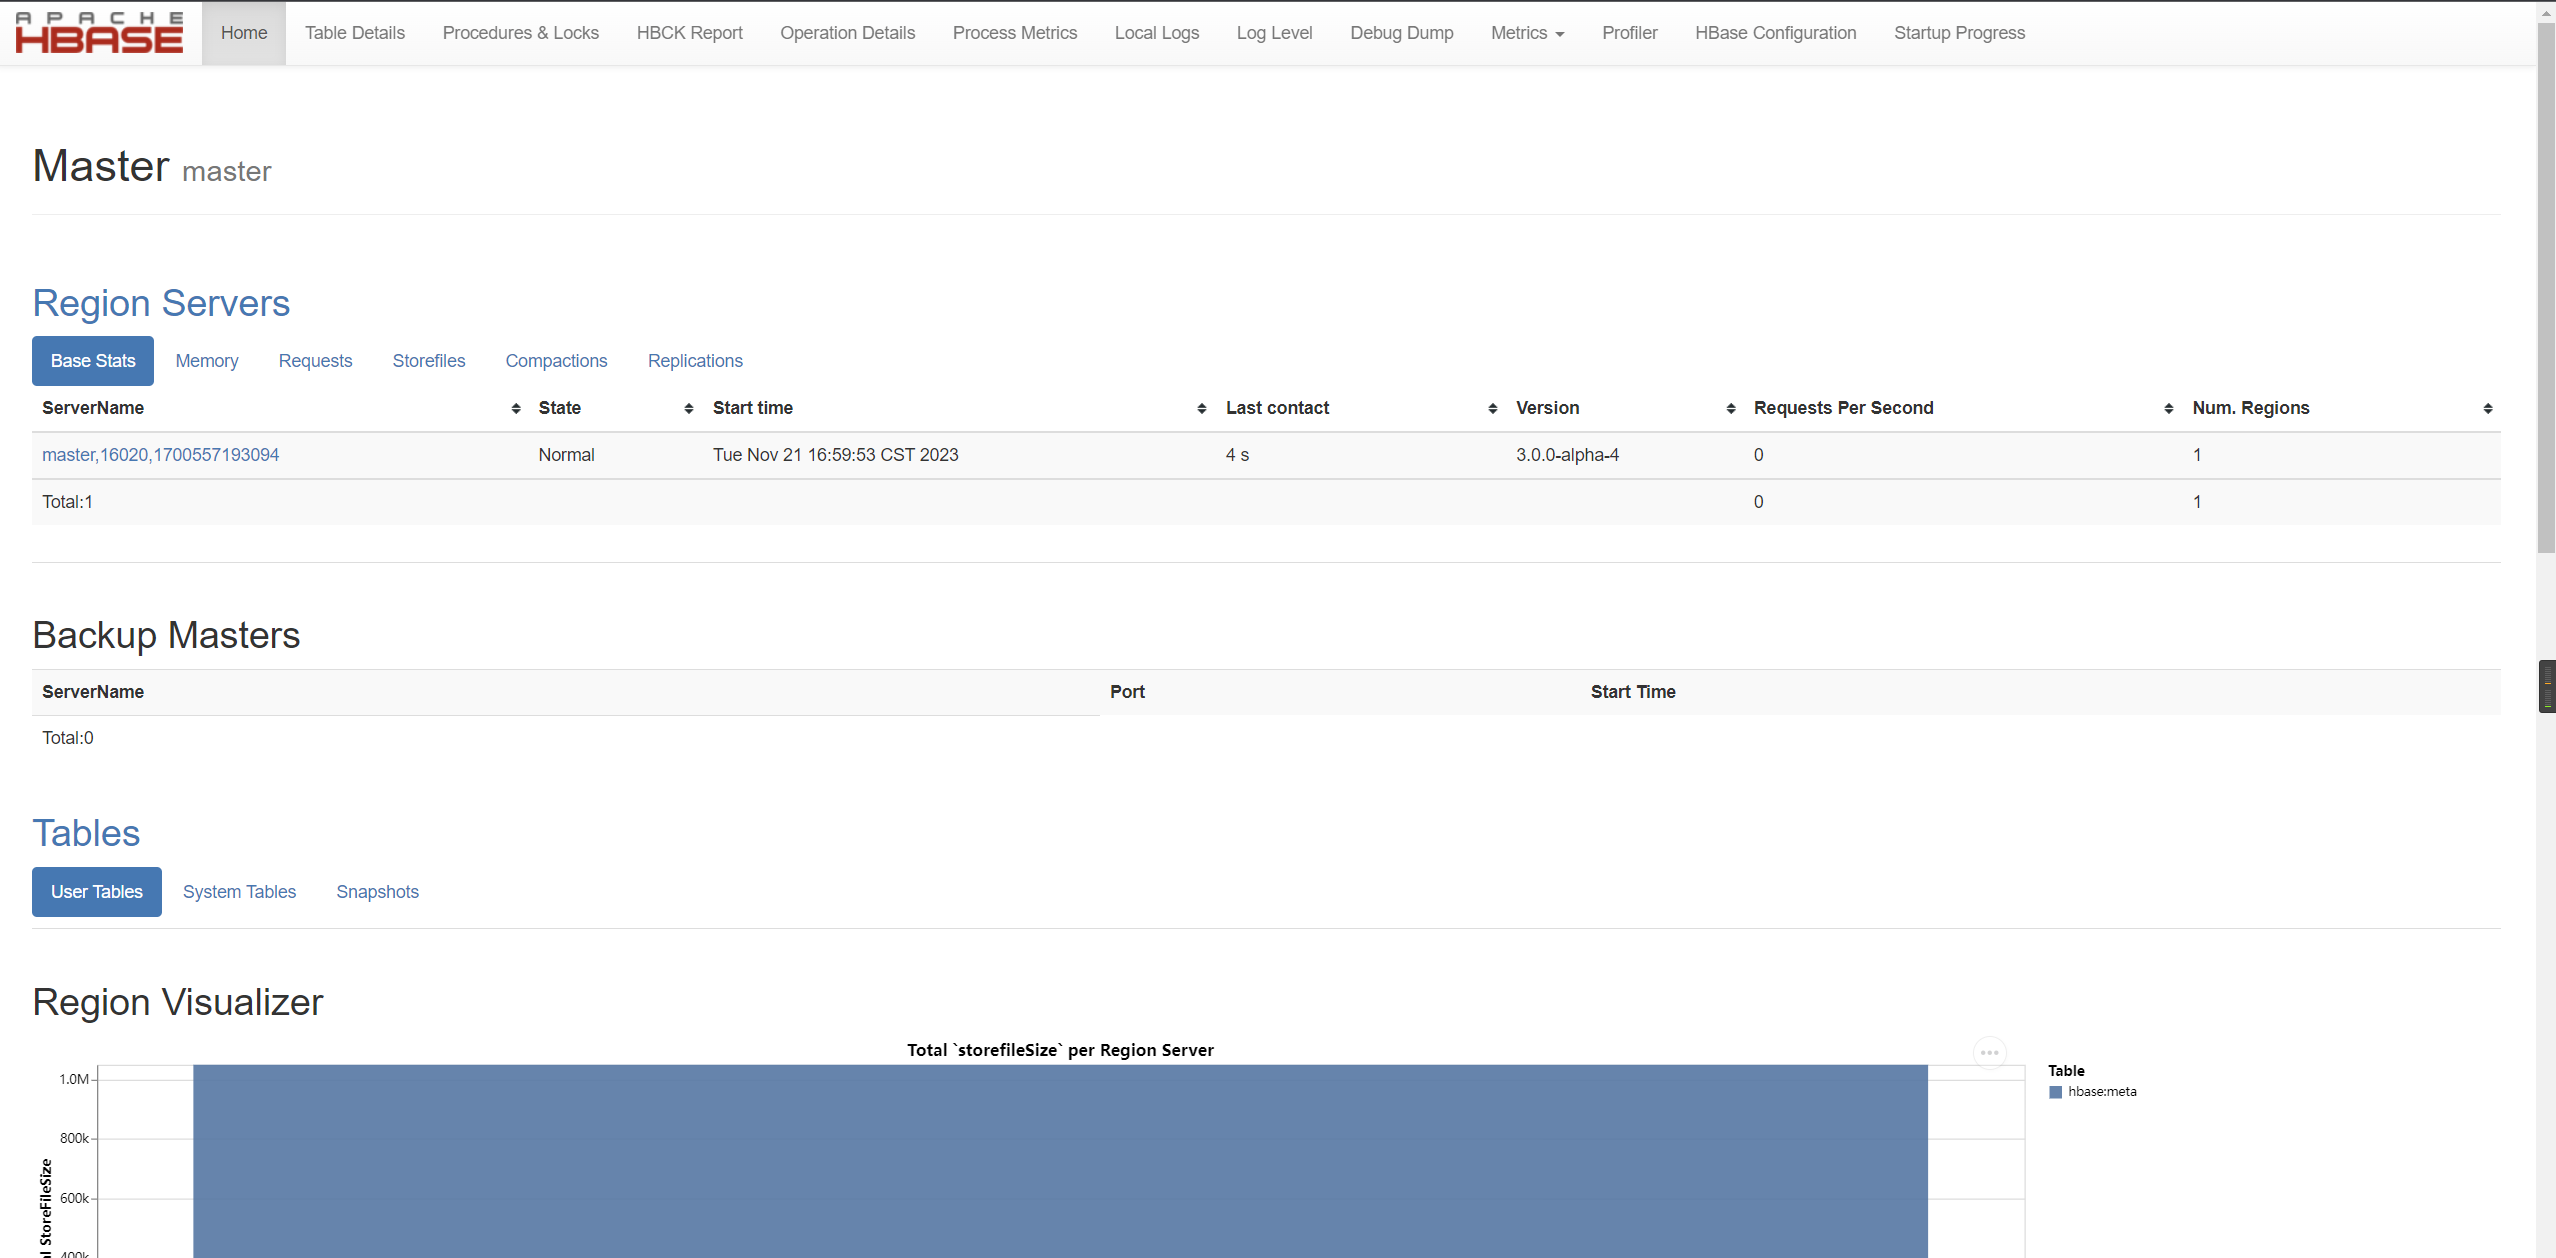 APACHE
HBASE
Home Table Details Procedures & Locks HBCK Report Operation Details Process Metrics Local Logs Log Level Debug Dump Metrics Profiler HBase Configuration Startup Progress
Master master
Region Servers
Base Stats Memory Requests Storefiles Compactions Replications
ServerName State Start time Last contact Version Requests Per Second Num. Regions
master,16020,1700557193094 Normal Tue Nov 21 16:59:53 CST 2023 4 s 3.0.0-alpha-4 0 1
Total:1 0 1
Backup Masters
ServerName Port Start Time
Total:0
Tables
User Tables System Tables Snapshots
Region Visualizer
Total `storefileSize` per Region Server
Table
hbase:meta
1.0M
800k
600k
400k
StoreFileSize